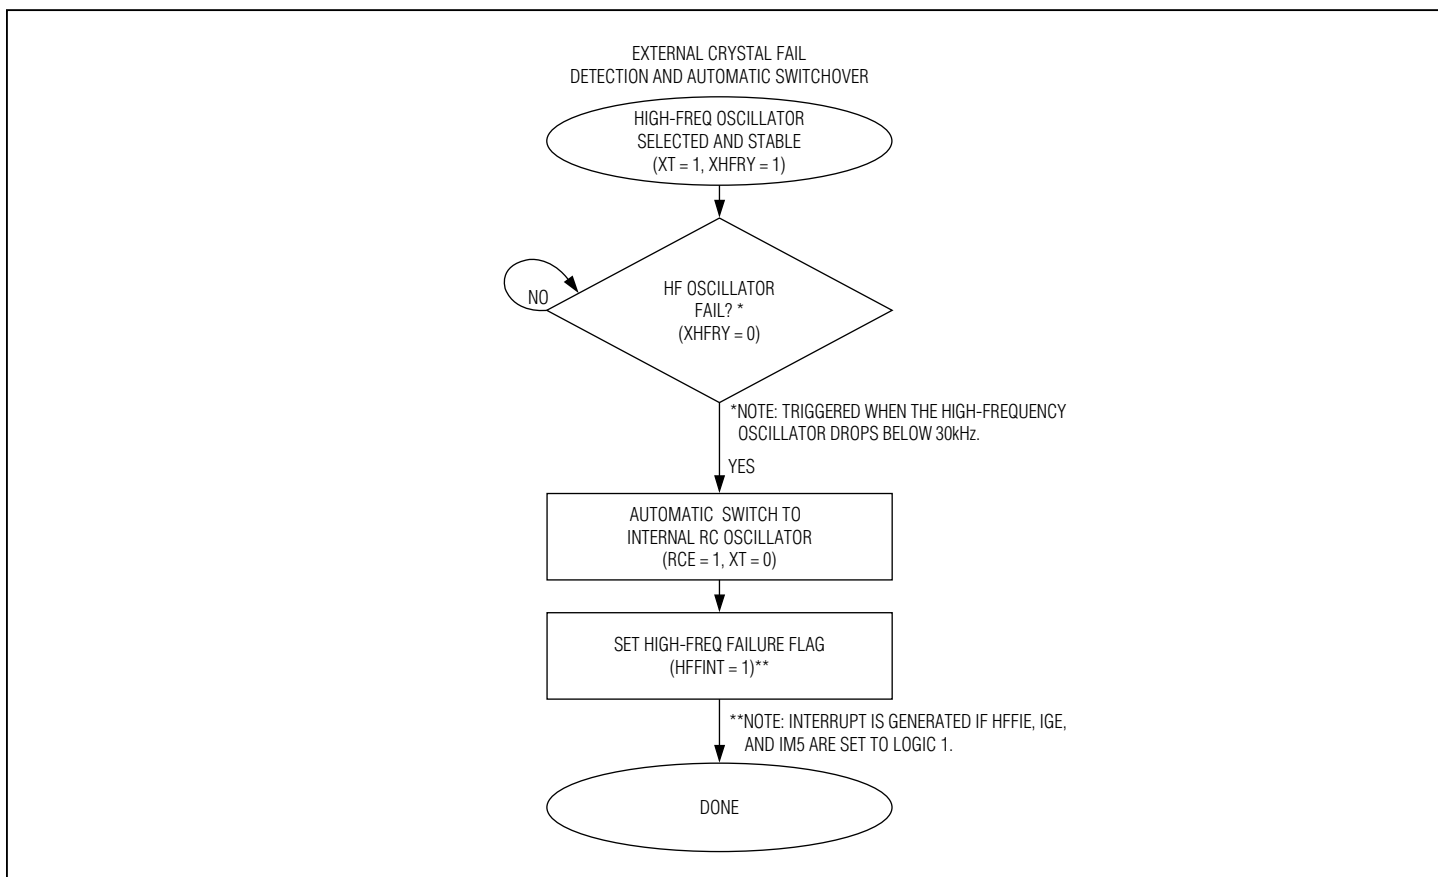 EXTERNAL CRYSTAL FAIL
DETECTION AND AUTOMATIC SWITCHOVER
HIGH-FREQ OSCILLATOR
SELECTED AND STABLE
(XT = 1, XHFRY = 1)
NO
HF OSCILLATOR
FAIL? *
(XHFRY = 0)
*NOTE: TRIGGERED WHEN THE HIGH-FREQUENCY
OSCILLATOR DROPS BELOW 30kHz.
YES
AUTOMATIC SWITCH TO
INTERNAL RC OSCILLATOR
(RCE = 1, XT = 0)
SET HIGH-FREQ FAILURE FLAG
(HFFINT = 1)**
**NOTE: INTERRUPT IS GENERATED IF HFFIE, IGE,
AND IM5 ARE SET TO LOGIC 1.
DONE